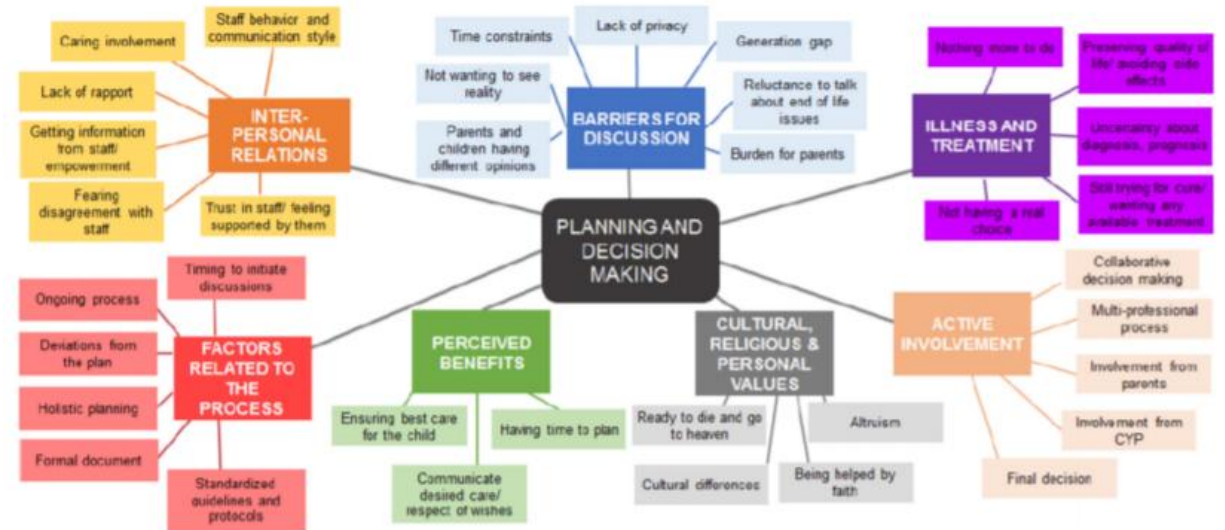 Staff behavior and
communication style
Caring involvement
Lack of rapport
Getting information
from staff/
empowerment
Fearing
disagreement with
staff
Trust in staff/ feeling
supported by them
INTER-
PERSONAL
RELATIONS
Time constraints
Lack of privacy
Generation gap
Not wanting to see
reality
Reluctance to talk
about end of life
issues
Parents and
children having
different opinions
Burden for parents
BARRIERS FOR
DISCUSSION
Nothing more to do
Preserving quality of
life/ avoiding side
effects
Uncertainty about
diagnosis, prognosis
Still trying for cure/
wanting any
available treatment
Not having a real
choice
ILLNESS AND
TREATMENT
PLANNING AND
DECISION
MAKING
Timing to initiate
discussions
Ongoing process
Deviations from
the plan
Holistic planning
Formal document
Standardized
guidelines and
protocols
FACTORS
RELATED TO
THE
PROCESS
PERCEIVED
BENEFITS
Ensuring best care
for the child
Having time to plan
Communicate
desired care/
respect of wishes
CULTURAL,
RELIGIOUS &
PERSONAL
VALUES
Ready to die and go
to heaven
Altruism
Cultural differences
Being helped by
faith
ACTIVE
INVOLVEMENT
Collaborative
decision making
Multi-professional
process
Involvement from
parents
Involvement from
CYP
Final decision